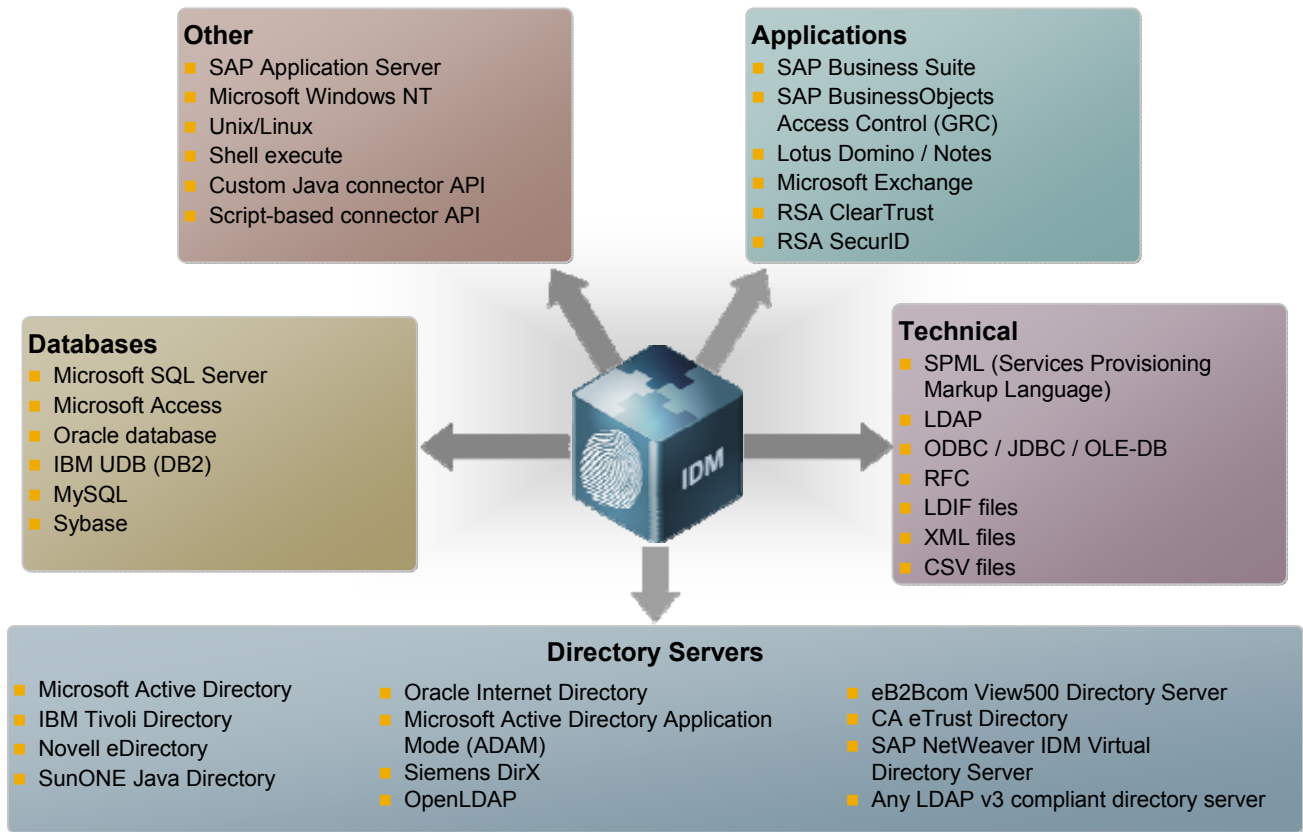 Other
SAP Application Server
Microsoft Windows NT
Unix/Linux
Shell execute
Custom Java connector API
Script-based connector API
Applications
SAP Business Suite
SAP BusinessObjects
Access Control (GRC)
Lotus Domino / Notes
Microsoft Exchange
RSA ClearTrust
RSA SecurID
Databases
Microsoft SQL Server
Microsoft Access
Oracle database
IBM UDB (DB2)
MySQL
Sybase
IDM
Technical
SPML (Services Provisioning
Markup Language)
LDAP
ODBC / JDBC / OLE-DB
RFC
LDIF files
XML files
CSV files
Directory Servers
Microsoft Active Directory
IBM Tivoli Directory
Novell eDirectory
SunONE Java Directory
Oracle Internet Directory
Microsoft Active Directory Application
Mode (ADAM)
Siemens DirX
OpenLDAP
eB2Bcom View500 Directory Server
CA eTrust Directory
SAP NetWeaver IDM Virtual
Directory Server
Any LDAP v3 compliant directory server